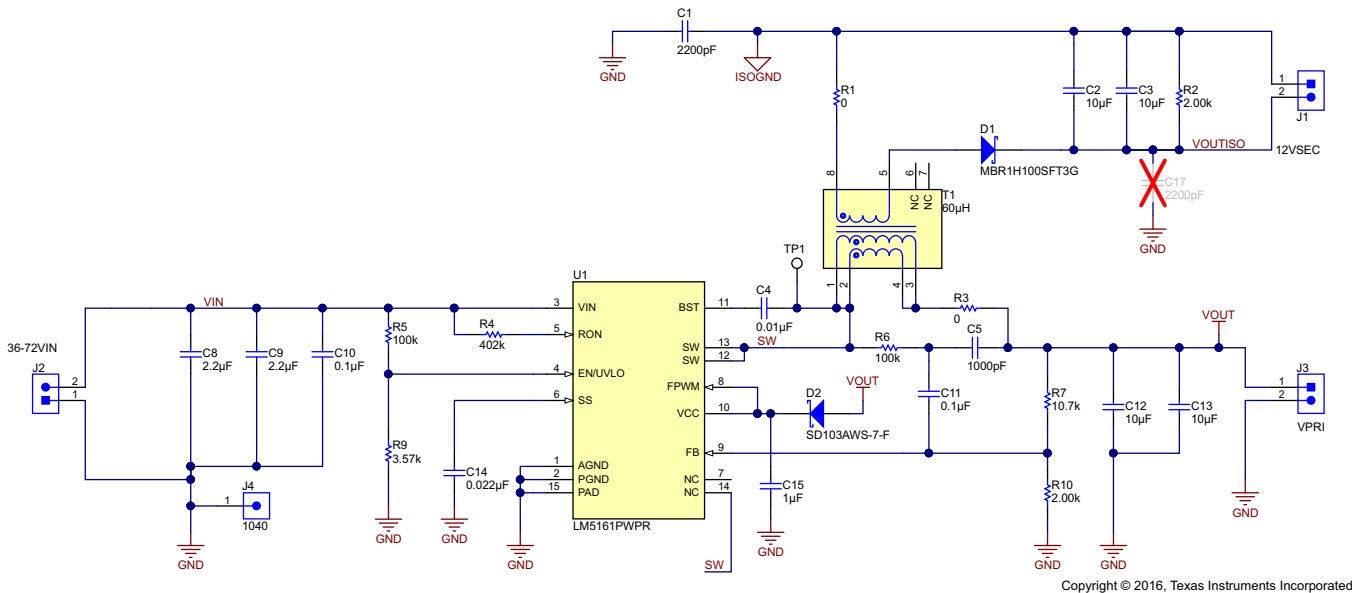 C1
2200pF
GND
ISOGND
R1
0
C2
10µF
C3
10µF
R2
2.00k
1
2
J1
D1
MBR1H100SFT3G
VOUTISO
12VSEC
C17
2200pF
GND
8
5
6
7
NC
NC
T1
60µH
1
2
4
3
TP1
U1
36-72VIN
J2
2
1
VIN
C8
2.2µF
C9
2.2µF
C10
0.1µF
R5
100k
R4
402k
R9
3.57k
C14
0.022µF
J4
1
1040
GND
GND
GND
GND
3
VIN
5
RON
4
EN/UVLO
6
SS
1
AGND
2
PGND
15
PAD
BST
11
SW
13
SW
12
FPWM
8
VCC
10
FB
9
NC
7
NC
14
LM5161PWPR
SW
C4
0.01µF
SW
R6
100k
R3
0
C5
1000pF
C11
0.1µF
D2
SD103AWS-7-F
VOUT
C15
1µF
GND
R7
10.7k
R10
2.00k
GND
C12
10µF
C13
10µF
GND
VOUT
J3
1
2
VPRI
GND
Copyright © 2016, Texas Instruments Incorporated